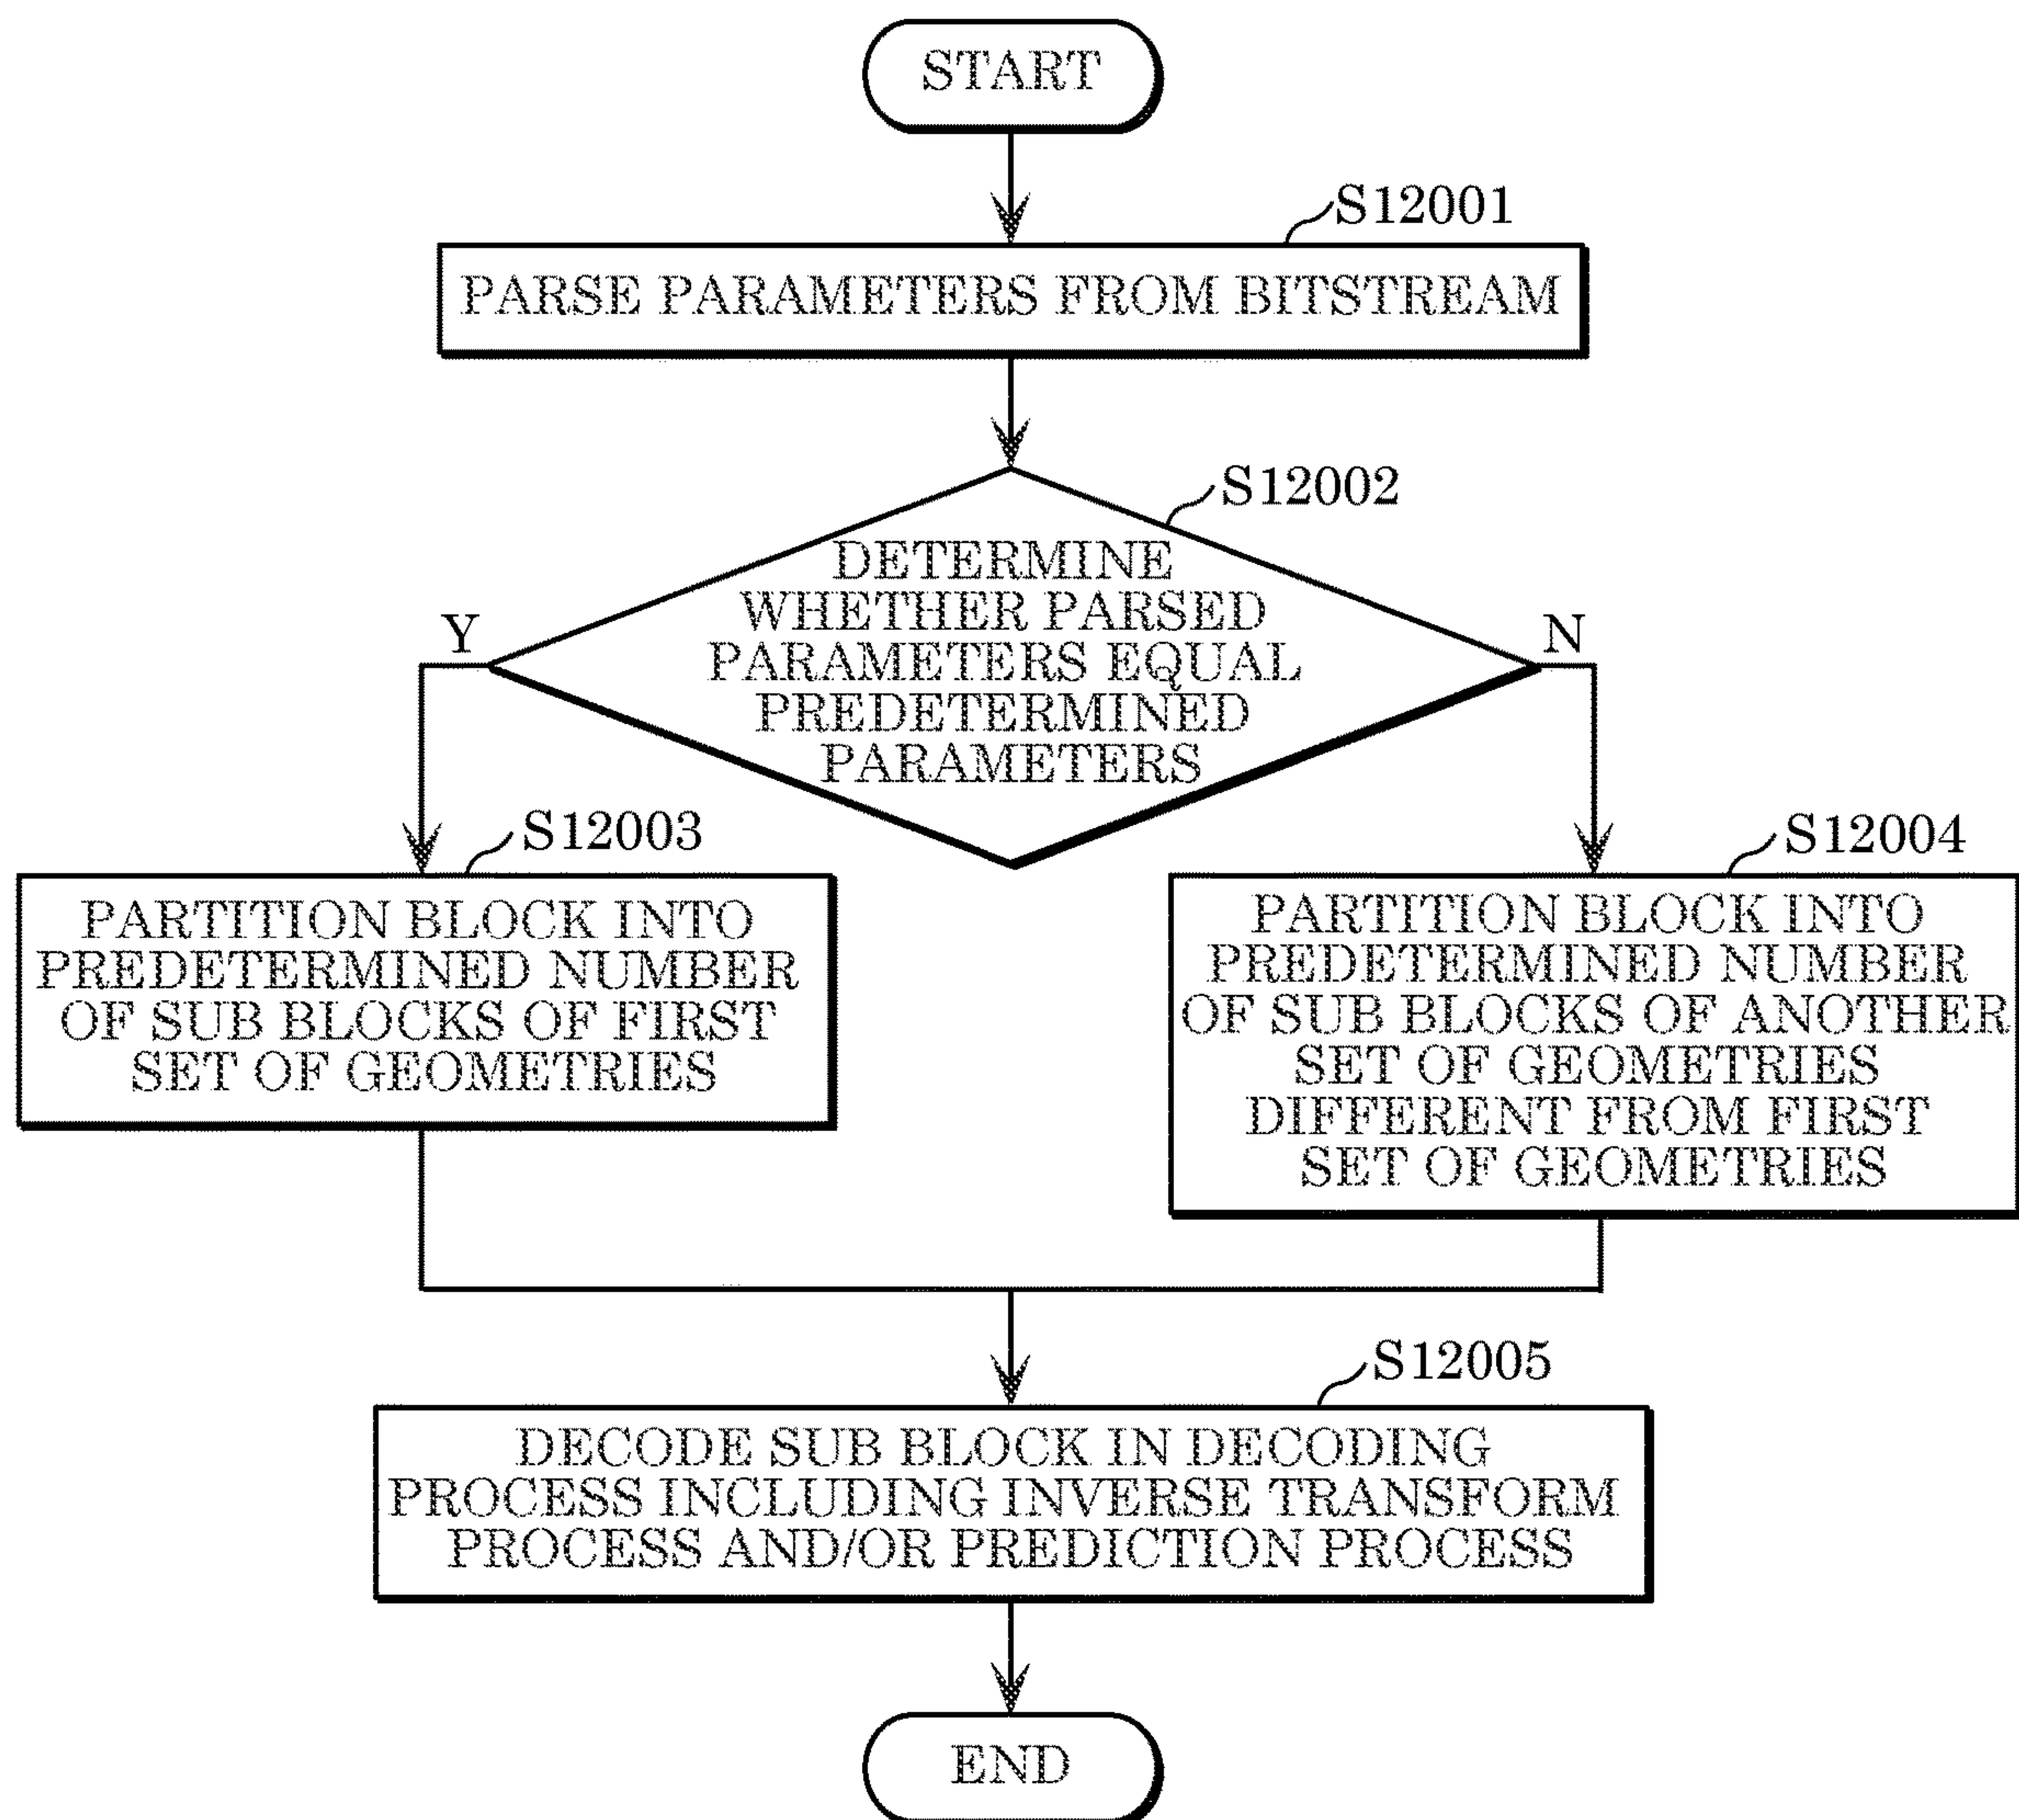 START
S12001
PARSE PARAMETERS FROM BITSTREAM
S12002
DETERMINE
WHETHER PARSED
PARAMETERS EQUAL
PREDETERMINED
PARAMETERS
Y
N
S12003
PARTITION BLOCK INTO
PREDETERMINED NUMBER
OF SUB BLOCKS OF FIRST
SET OF GEOMETRIES
S12004
PARTITION BLOCK INTO
PREDETERMINED NUMBER
OF SUB BLOCKS OF ANOTHER
SET OF GEOMETRIES
DIFFERENT FROM FIRST
SET OF GEOMETRIES
S12005
DECODE SUB BLOCK IN DECODING
PROCESS INCLUDING INVERSE TRANSFORM
PROCESS AND/OR PREDICTION PROCESS
END